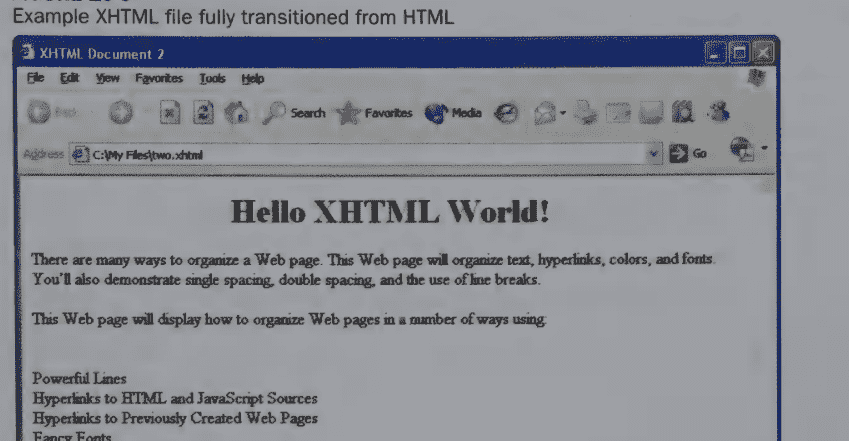 Example XHTML file fully transitioned from HTML
XHTML Document 2
File Edit View Favorites Tools Help
Back Search Favorites Media
Address C:\My Files\two.xhtml Go
Hello XHTML World!
There are many ways to organize a Web page. This Web page will organize text, hyperlinks, colors, and fonts.
You'll also demonstrate single spacing, double spacing, and the use of line breaks.
This Web page will display how to organize Web pages in a number of ways using:
Powerful Lines
Hyperlinks to HTML and JavaScript Sources
Hyperlinks to Previously Created Web Pages
Fancy Fonts